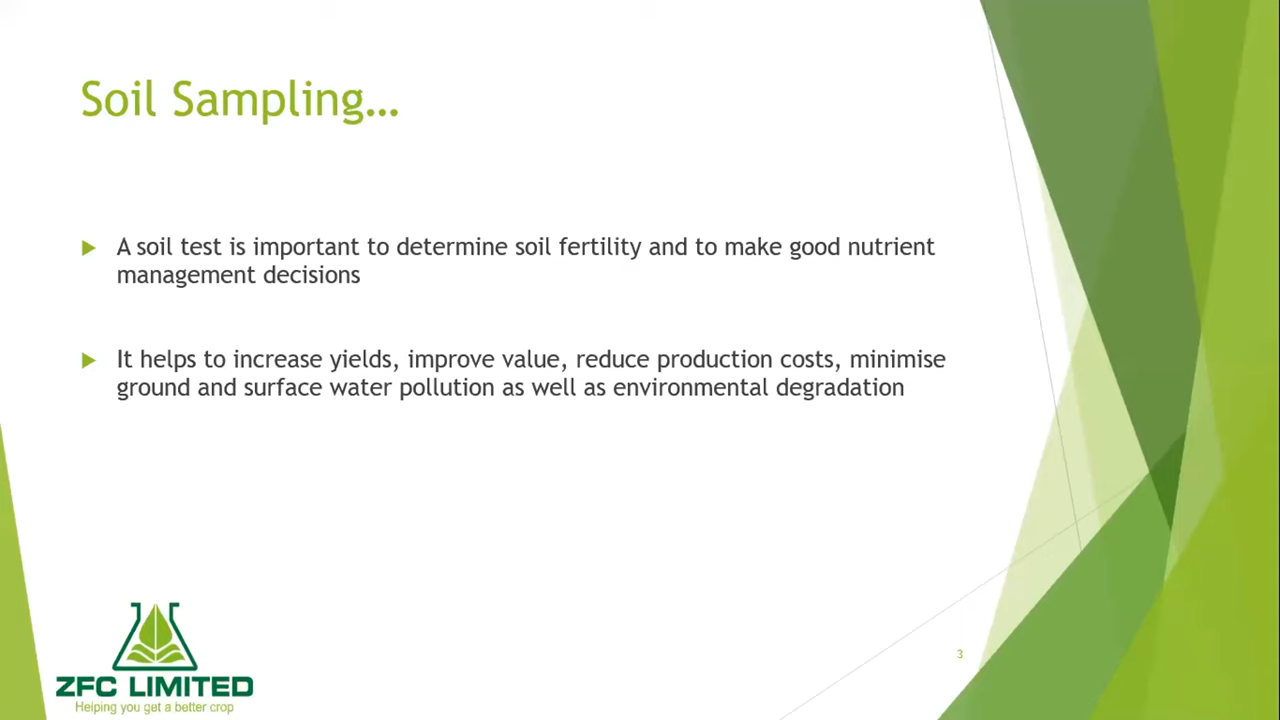 Soil Sampling…
A soil test is important to determine soil fertility and to make good nutrient
management decisions
It helps to increase yields, improve value, reduce production costs, minimise
ground and surface water pollution as well as environmental degradation
3
ZFC LIMITED
Helping you get a better crop